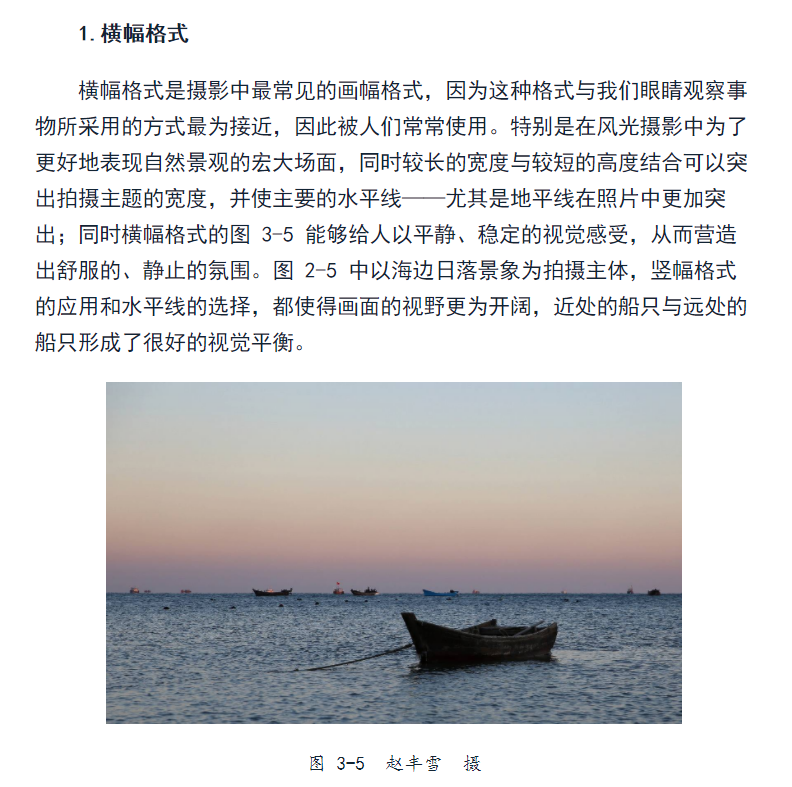 1.横幅格式
横幅格式是摄影中最常见的画幅格式，因为这种格式与我们眼睛观察事
物所采用的方式最为接近，因此被人们常常使用。特别是在风光摄影中为了
更好地表现自然景观的宏大场面，同时较长的宽度与较短的高度结合可以突
出拍摄主题的宽度，并使主要的水平线——尤其是地平线在照片中更加突
出；同时横幅格式的图 3-5 能够给人以平静、稳定的视觉感受，从而营造
出舒服的、静止的氛围。图 2-5 中以海边日落景象为拍摄主体，竖幅格式
的应用和水平线的选择，都使得画面的视野更为开阔，近处的船只与远处的
船只形成了很好的视觉平衡。
图 3-5 赵丰雪 摄